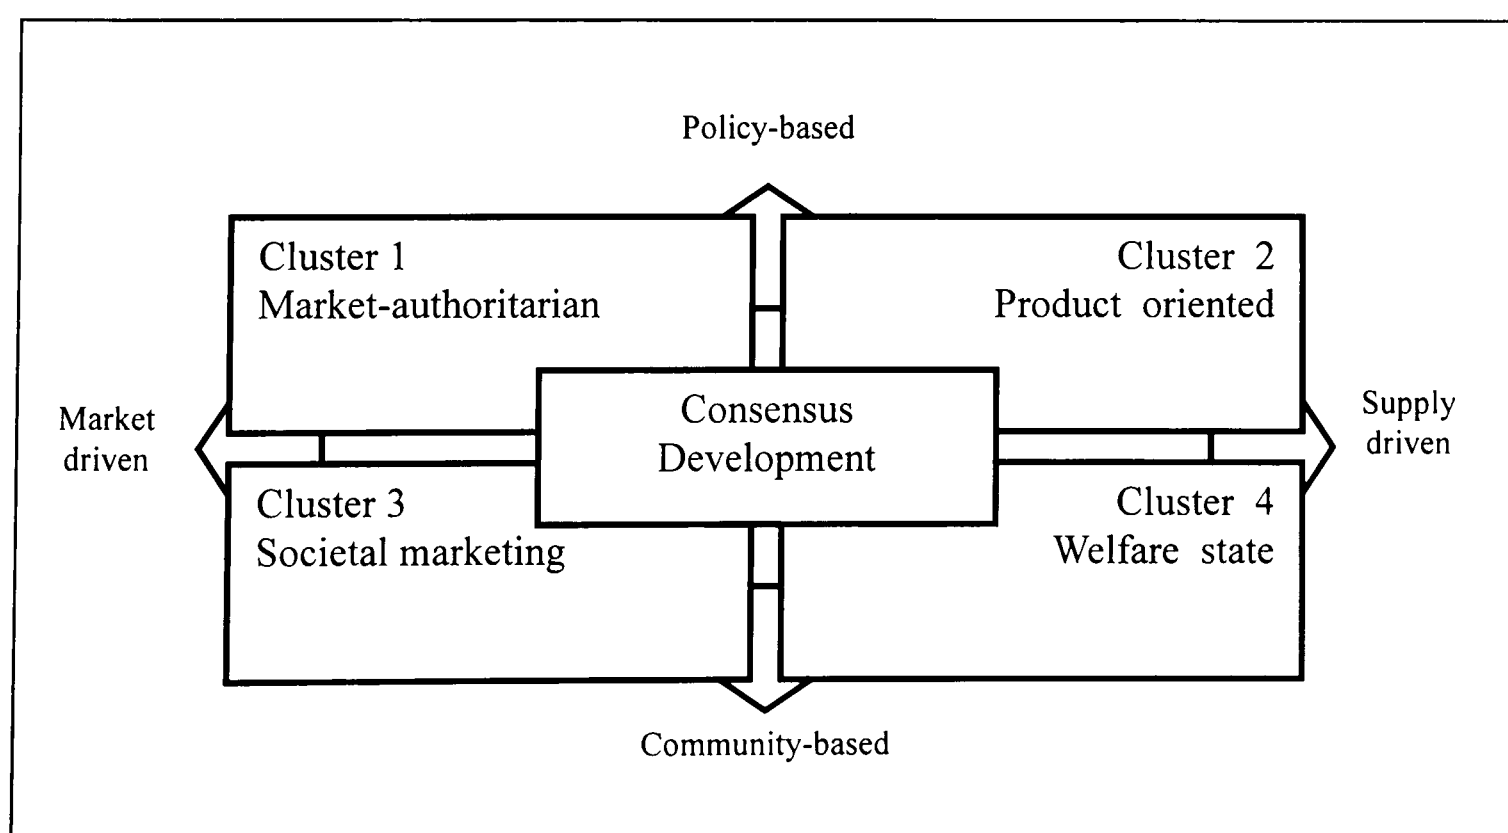 Policy-based
Cluster 1
Market-authoritarian
Cluster 2
Product oriented
Market
driven
Consensus
Development
Supply
driven
Cluster 3
Societal marketing
Cluster 4
Welfare state
Community-based